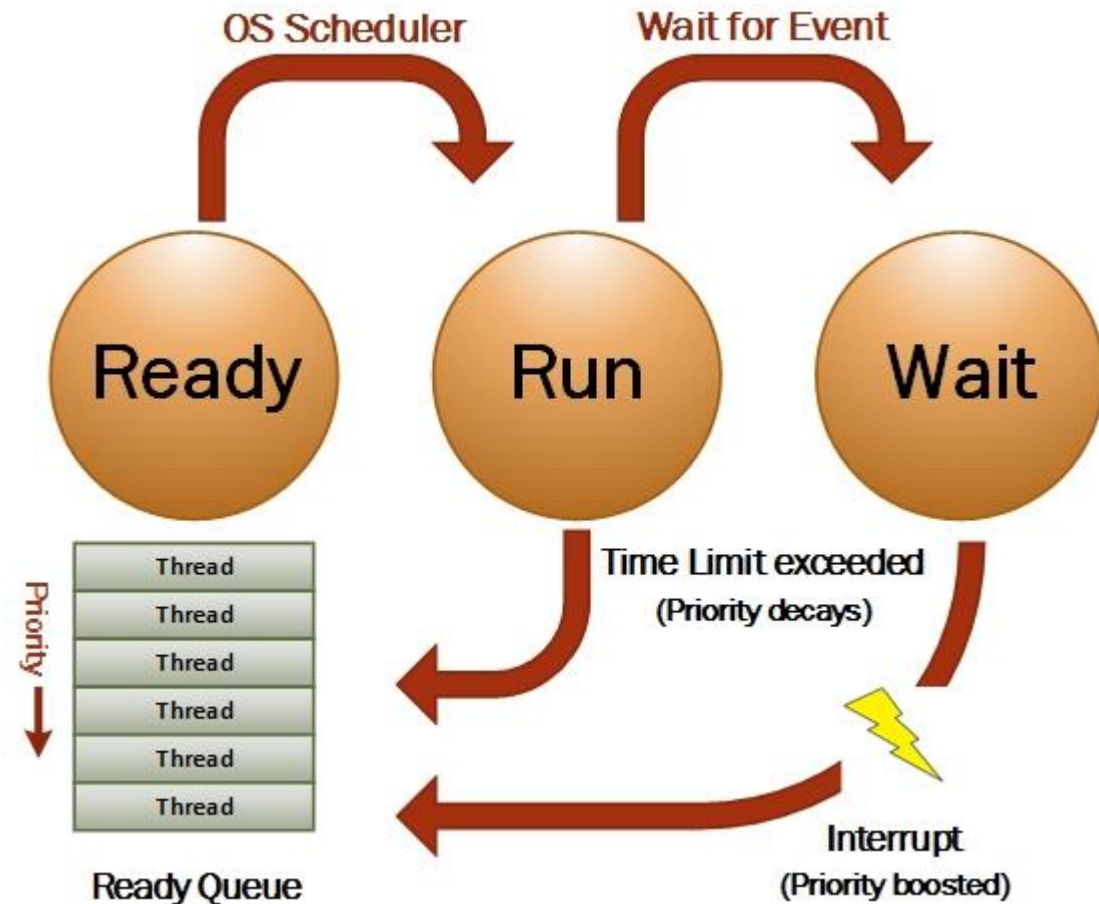 OS Scheduler
Wait for Event
Ready
Run
Wait
Time Limit exceeded
(Priority decays)
Priority
Thread
Thread
Thread
Thread
Thread
Thread
Ready Queue
Interrupt
(Priority boosted)